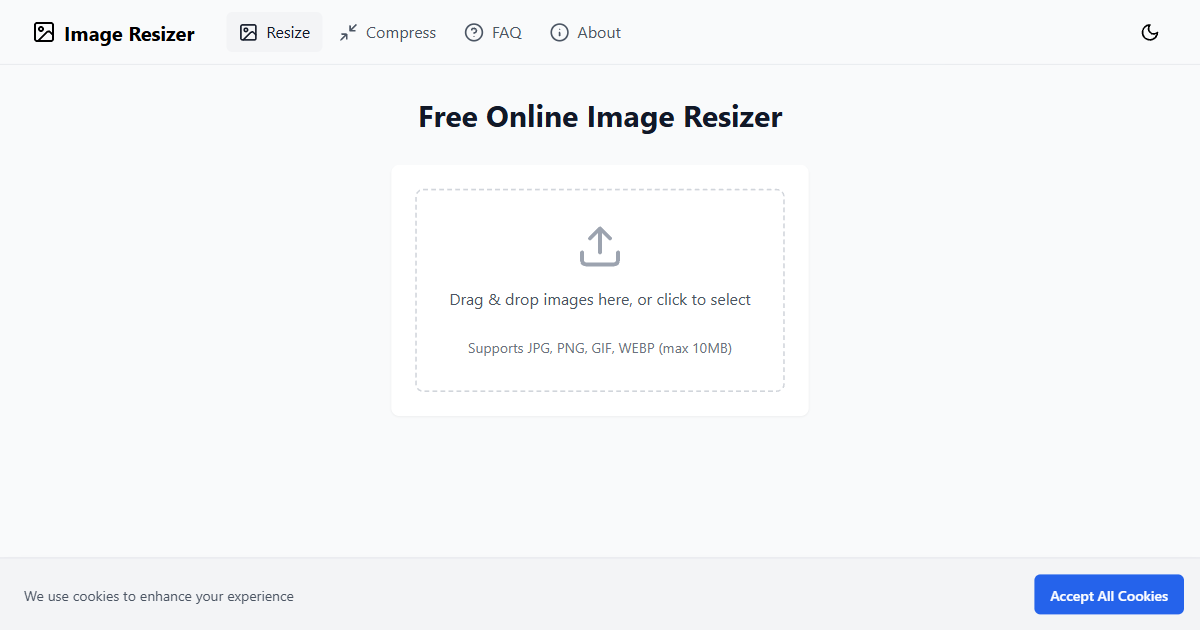 Image Resizer
Resize
Compress
FAQ
About
Free Online Image Resizer
Drag & drop images here, or click to select
Supports JPG, PNG, GIF, WEBP (max 10MB)
We use cookies to enhance your experience
Accept All Cookies